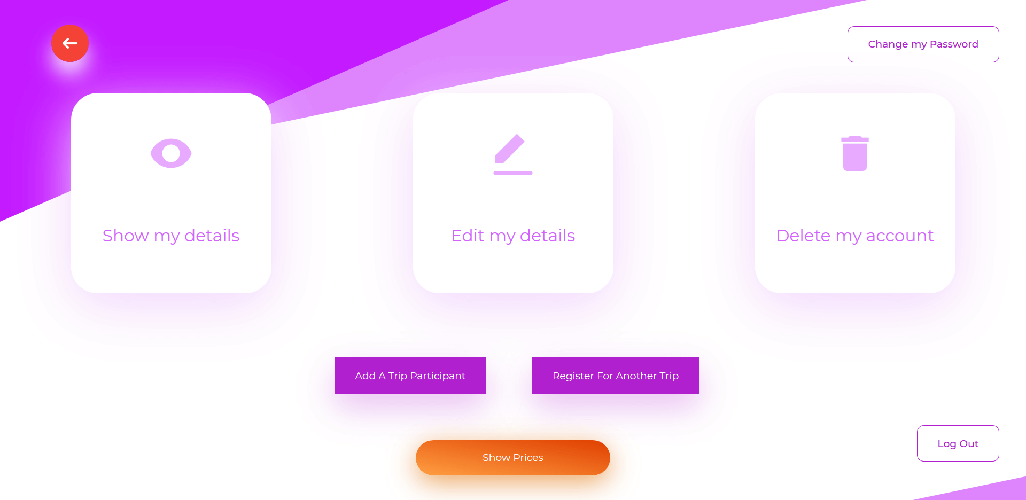 Change my Password
Show my details
Edit my details
Delete my account
Add A Trip Participant
Register For Another Trip
Log Out
Show Prices